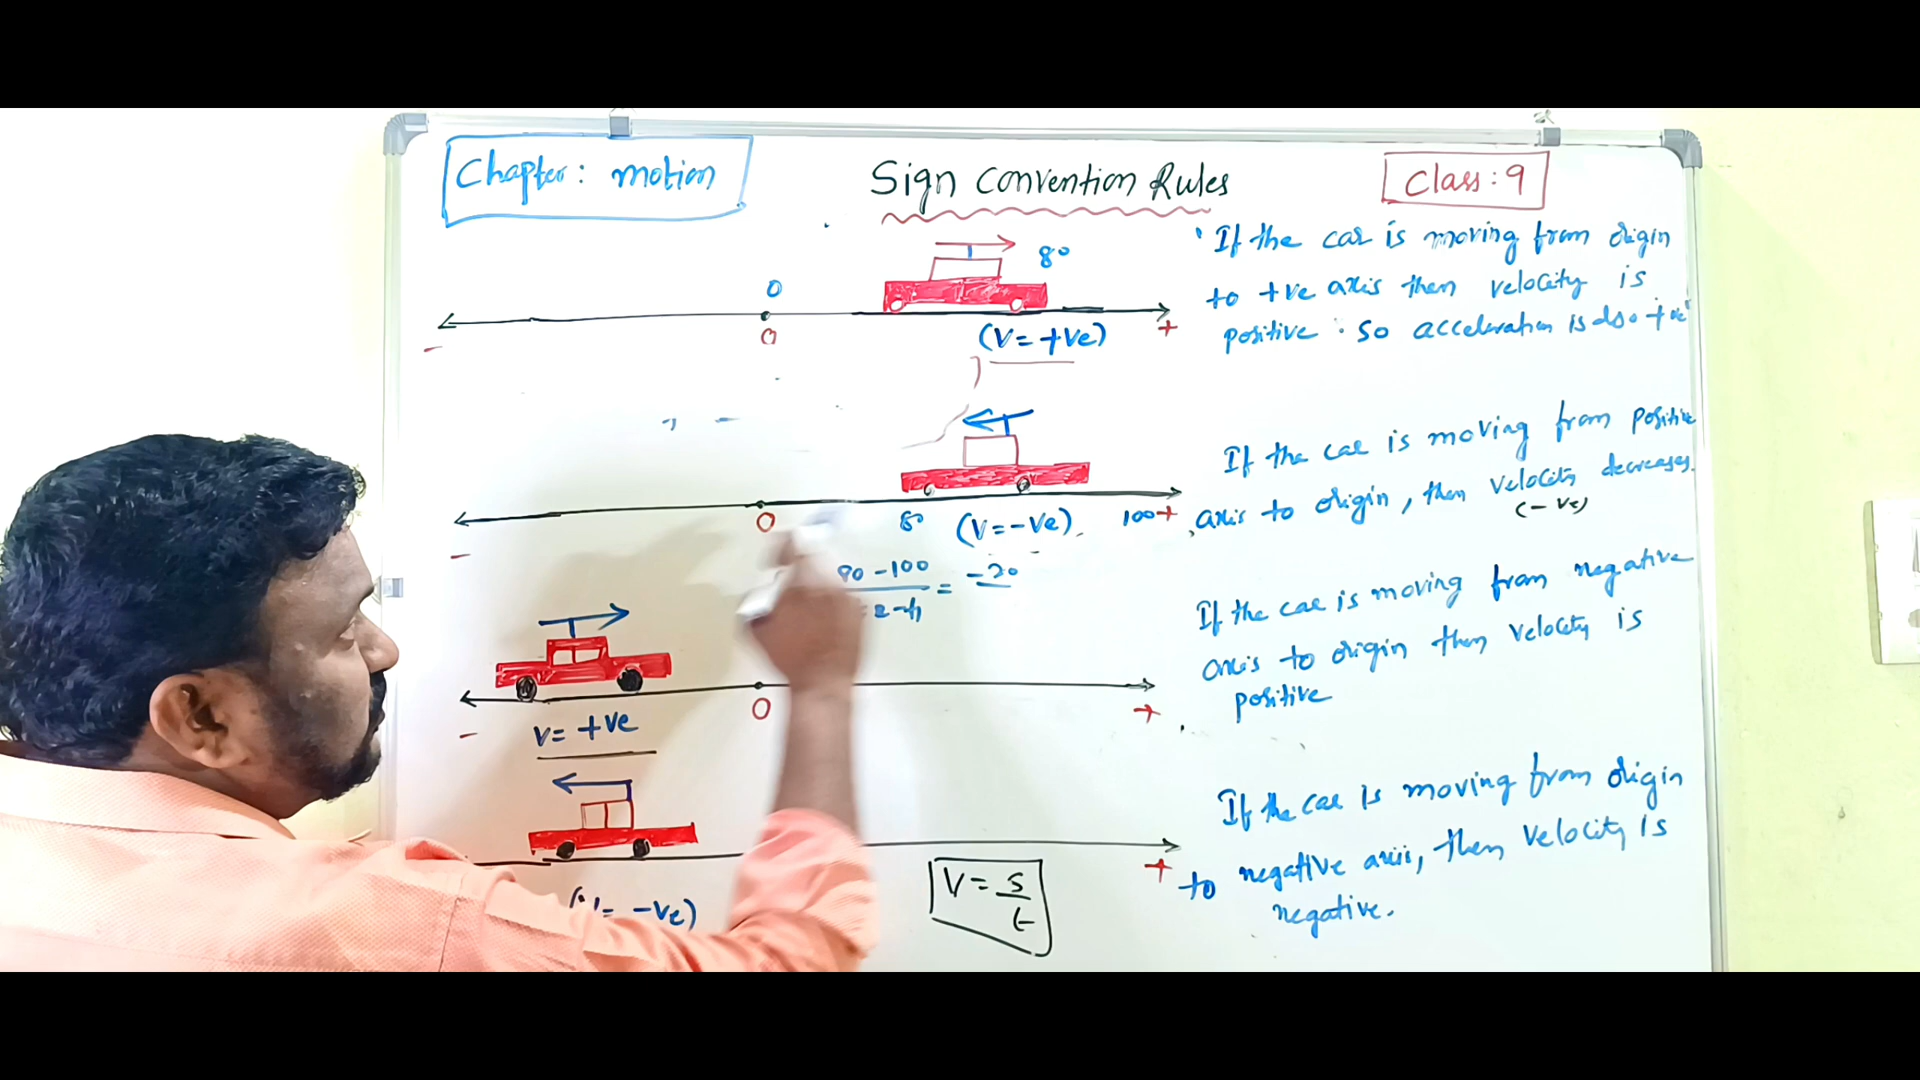 Chapter: motion
Sign Convention Rules
Class: 9
80
0
0
(V= +Ve)
-
+
If the car is moving from origin
to +ve axis then velocity is
positive. So acceleration is also +ve
0
80
(V= -Ve)
100
+
-
80 - 100
= -20
2-4
If the car is moving from positive
axis to origin, then velocity decreases.
(-ve)
V= +Ve
-
0
+
If the car is moving from negative
axis to origin then velocity is
positive
-Ve)
+
V= s
t
If the car is moving from origin
to negative axis, then velocity is
negative.